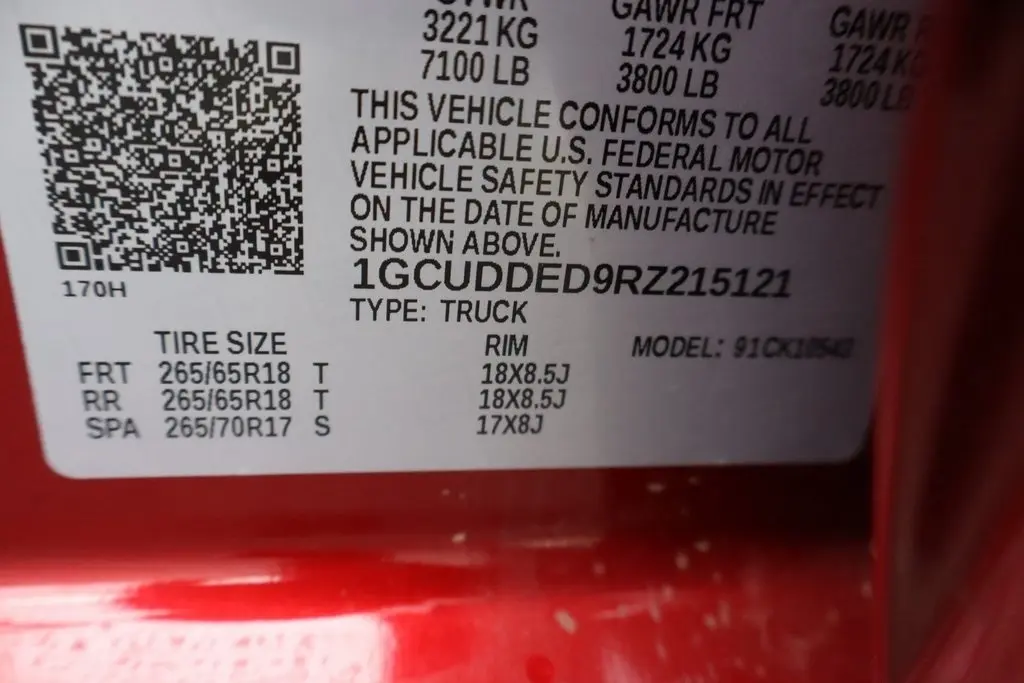 GVWR
3221 KG
7100 LB
GAWR FRT
1724 KG
3800 LB
GAWR
1724 KG
3800 LB
THIS VEHICLE CONFORMS TO ALL
APPLICABLE U.S. FEDERAL MOTOR
VEHICLE SAFETY STANDARDS IN EFFECT
ON THE DATE OF MANUFACTURE
SHOWN ABOVE.
1GCUDDED9RZ215121
170H
TYPE: TRUCK
TIRE SIZE RIM MODEL:
FRT 265/65R18 T 18X8.5J
RR 265/65R18 T 18X8.5J
SPA 265/70R17 S 17X8J